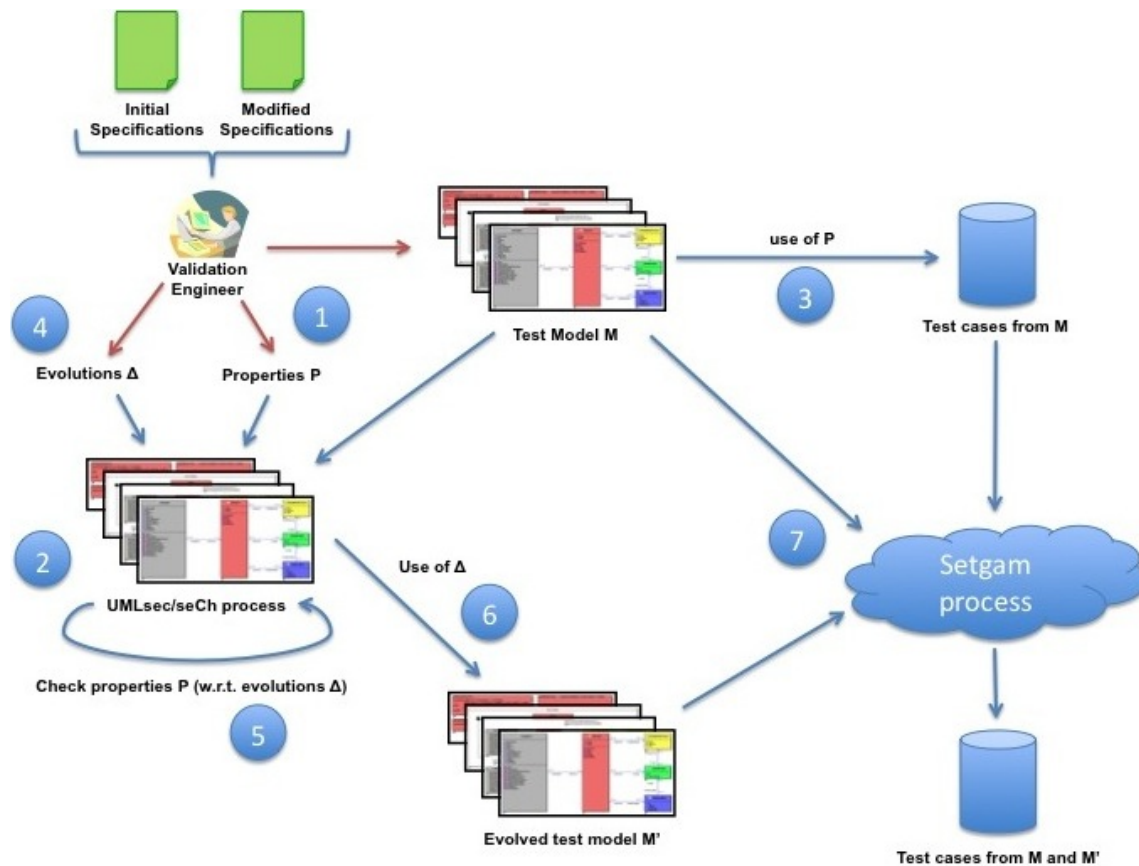 Initial
Specifications
Modified
Specifications
Validation
Engineer
use of P
3
1
4
Test Model M
Test cases from M
Evolutions Δ
Properties P
7
Setgam
process
2
Use of Δ
6
UMLsec/seCh process
Check properties P (w.r.t. evolutions Δ)
5
Evolved test model M'
Test cases from M and M'